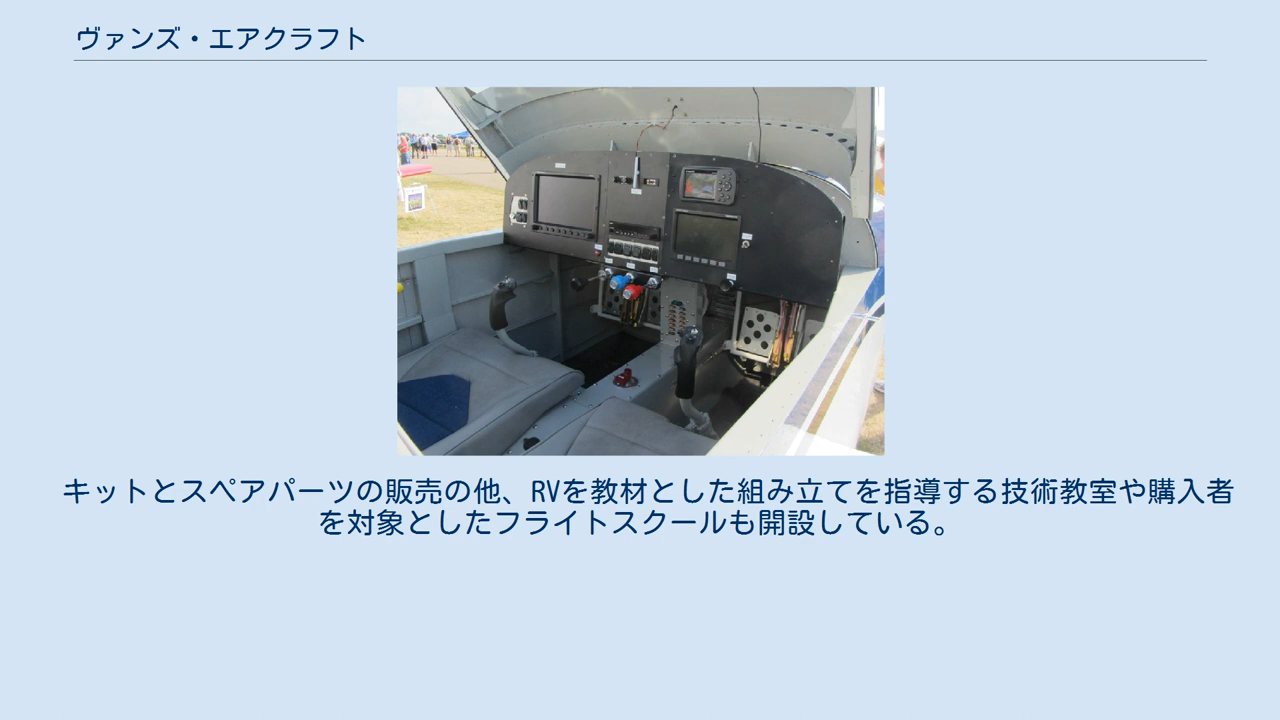 ヴァンズ・エアクラフト
キットとスペアパーツの販売の他、RVを教材とした組み立てを指導する技術教室や購入者
を対象としたフライトスクールも開設している。